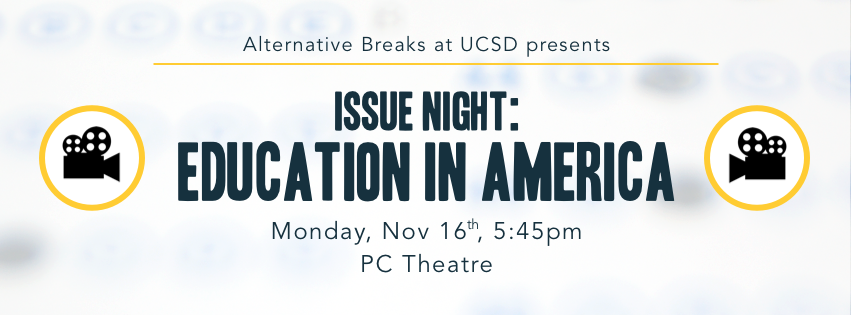 Alternative Breaks at UCSD presents
ISSUE NIGHT:
EDUCATION IN AMERICA
Monday, Nov 16th, 5:45pm
PC Theatre